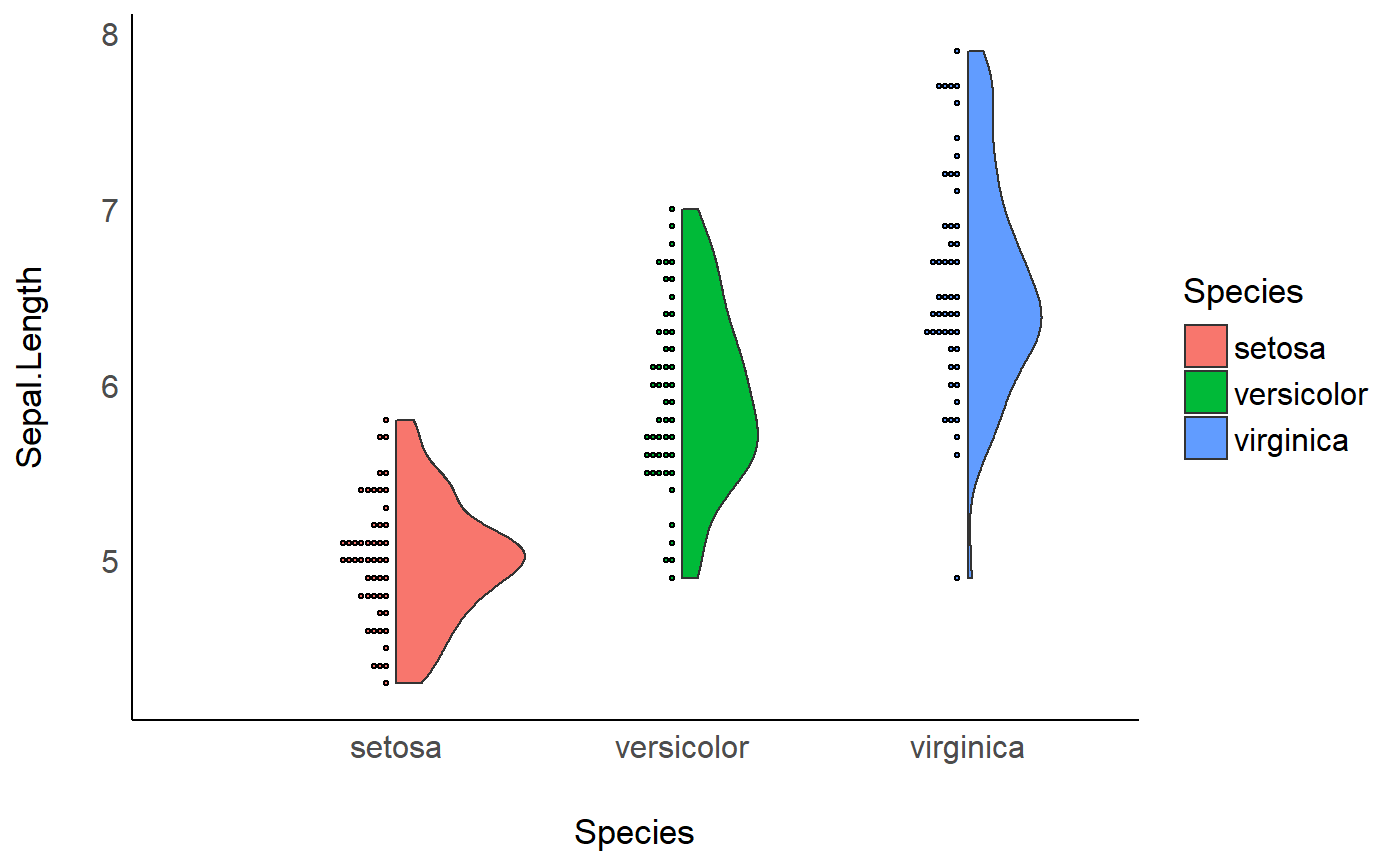 8
7
6
5
Sepal.Length
setosa
versicolor
virginica
Species
Species
setosa
versicolor
virginica